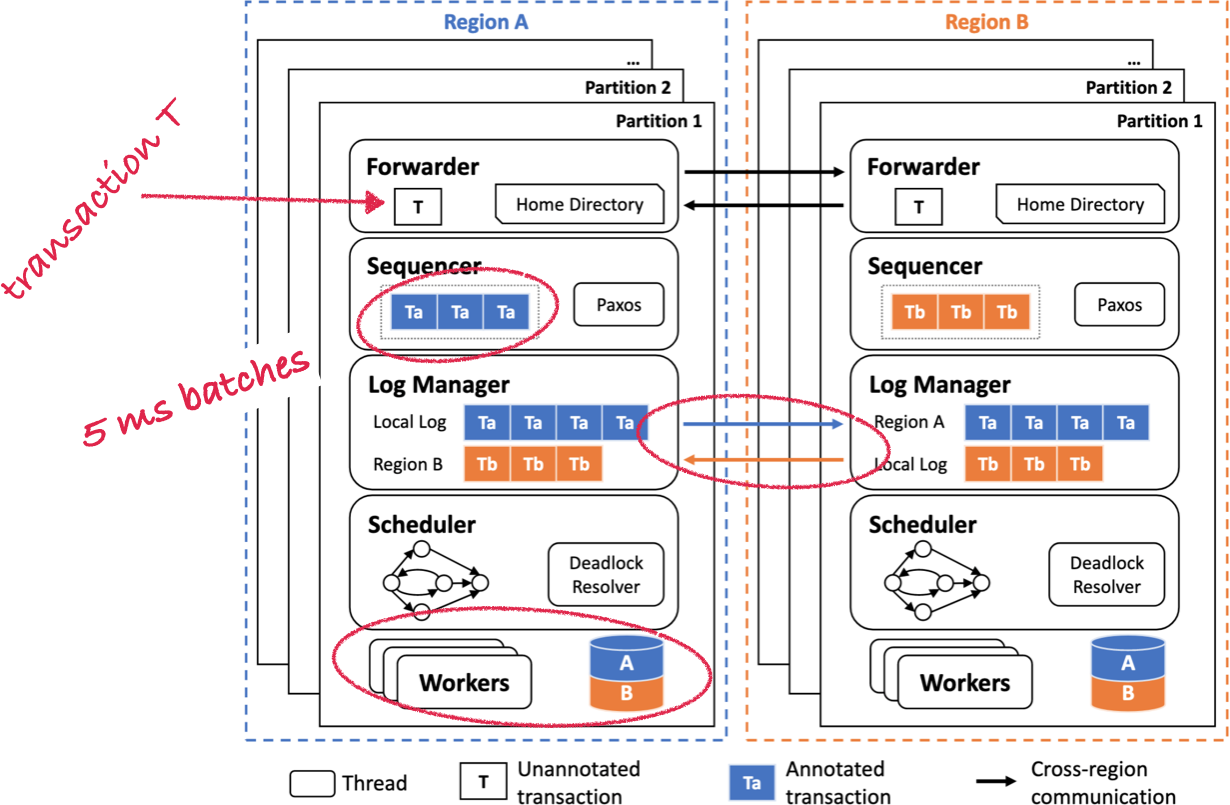 Region A
Region B
...
...
Partition 2
Partition 2
Partition 1
Partition 1
transaction T
Forwarder
T
Home Directory
Forwarder
T
Home Directory
Sequencer
Ta Ta Ta
Paxos
Sequencer
Tb Tb Tb
Paxos
5 ms batches
Log Manager
Local Log Ta Ta Ta Ta
Region B Tb Tb Tb
Log Manager
Region A Ta Ta Ta Ta
Local Log Tb Tb Tb
Scheduler
Deadlock
Resolver
Scheduler
Deadlock
Resolver
Workers
A
B
Workers
A
B
Thread
T
Unannotated
transaction
Ta
Annotated
transaction
Cross-region
communication